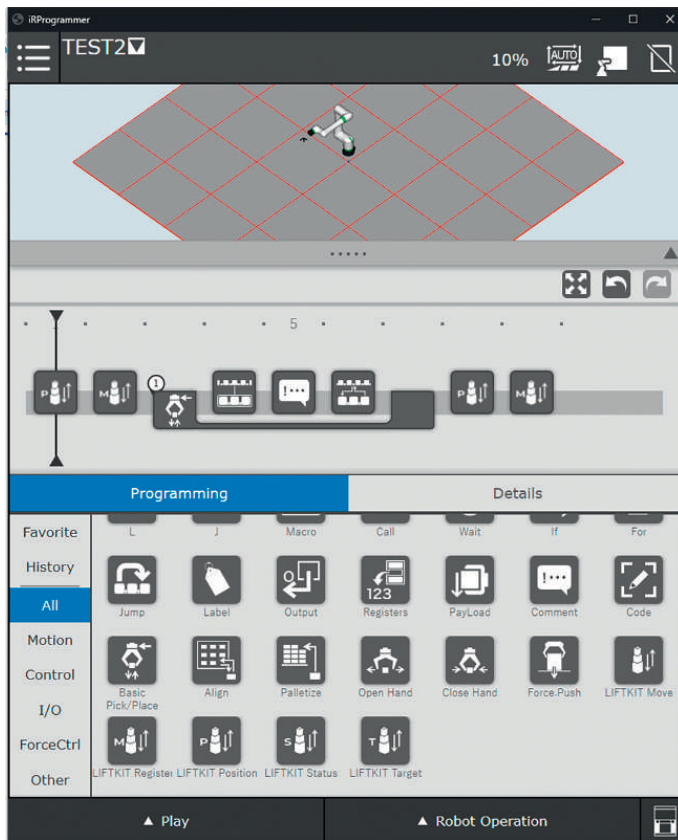 iRProgrammer
TEST2
10% AUTO
5
P M 1 !··· P M
Programming Details
Favorite
History
All
Motion
Control
I/O
ForceCtrl
Other
L J Macro Call Wait If For
123 !···
Jump Label Output Registers PayLoad Comment Code
Basic Pick/Place Align Palletize Open Hand Close Hand Force.Push LIFTKIT Move
M P S T
LIFTKIT Register LIFTKIT Position LIFTKIT Status LIFTKIT Target
▲ Play ▲ Robot Operation